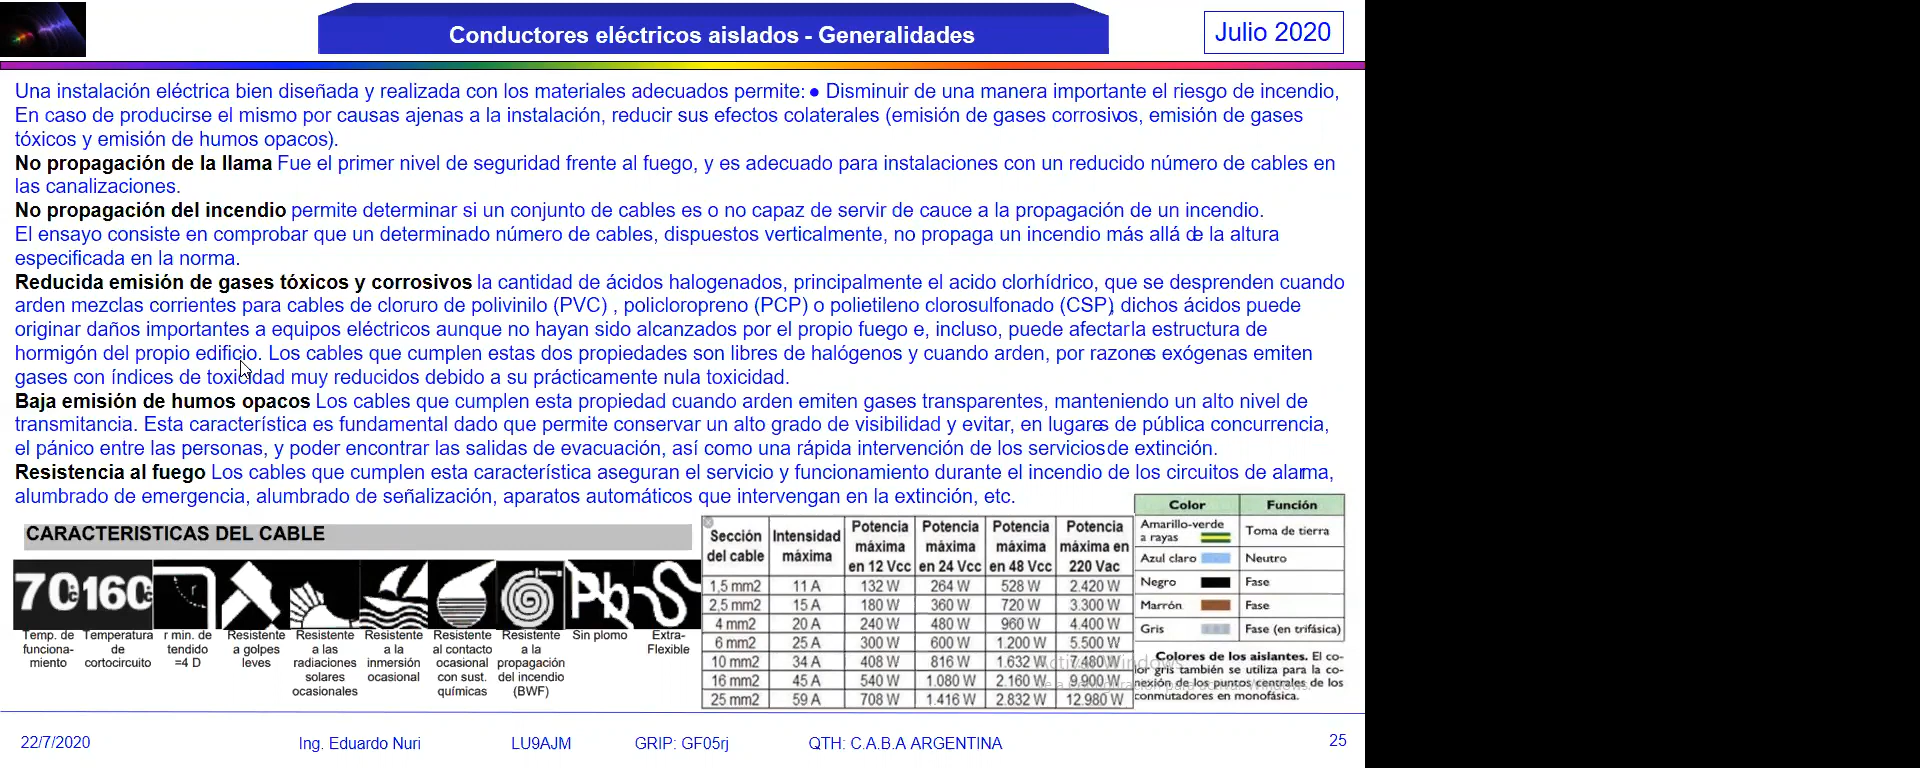 Conductores eléctricos aislados - Generalidades
Julio 2020
Una instalación eléctrica bien diseñada y realizada con los materiales adecuados permite: ● Disminuir de una manera importante el riesgo de incendio,
En caso de producirse el mismo por causas ajenas a la instalación, reducir sus efectos colaterales (emisión de gases corrosivos, emisión de gases
tóxicos y emisión de humos opacos).
No propagación de la llama Fue el primer nivel de seguridad frente al fuego, y es adecuado para instalaciones con un reducido número de cables en
las canalizaciones.
No propagación del incendio permite determinar si un conjunto de cables es o no capaz de servir de cauce a la propagación de un incendio.
El ensayo consiste en comprobar que un determinado número de cables, dispuestos verticalmente, no propaga un incendio más allá de la altura
especificada en la norma.
Reducida emisión de gases tóxicos y corrosivos la cantidad de ácidos halogenados, principalmente el acido clorhídrico, que se desprenden cuando
arden mezclas corrientes para cables de cloruro de polivinilo (PVC) , policloropreno (PCP) o polietileno clorosulfonado (CSP) dichos ácidos puede
originar daños importantes a equipos eléctricos aunque no hayan sido alcanzados por el propio fuego e, incluso, puede afectar la estructura de
hormigón del propio edificio. Los cables que cumplen estas dos propiedades son libres de halógenos y cuando arden, por razones exógenas emiten
gases con índices de toxicidad muy reducidos debido a su prácticamente nula toxicidad.
Baja emisión de humos opacos Los cables que cumplen esta propiedad cuando arden emiten gases transparentes, manteniendo un alto nivel de
transmitancia. Esta característica es fundamental dado que permite conservar un alto grado de visibilidad y evitar, en lugares de pública concurrencia,
el pánico entre las personas, y poder encontrar las salidas de evacuación, así como una rápida intervención de los servicios de extinción.
Resistencia al fuego Los cables que cumplen esta característica aseguran el servicio y funcionamiento durante el incendio de los circuitos de alarma,
alumbrado de emergencia, alumbrado de señalización, aparatos automáticos que intervengan en la extinción, etc.
CARACTERISTICAS DEL CABLE
70°C 160°C r Pb
Temp. de funciona- miento
Temperatura de cortocircuito
r min. de tendido =4 D
Resistente a golpes leves
Resistente a las radiaciones solares ocasionales
Resistente a la inmersión ocasional
Resistente al contacto ocasional con sust. químicas
Resistente a la propagación del incendio (BWF)
Sin plomo
Extra- Flexible
Sección del cable Intensidad máxima Potencia máxima en 12 Vcc Potencia máxima en 24 Vcc Potencia máxima en 48 Vcc Potencia máxima en 220 Vac
1,5 mm2 11 A 132 W 264 W 528 W 2.420 W
2,5 mm2 15 A 180 W 360 W 720 W 3.300 W
4 mm2 20 A 240 W 480 W 960 W 4.400 W
6 mm2 25 A 300 W 600 W 1.200 W 5.500 W
10 mm2 34 A 408 W 816 W 1.632 W 7.480 W
16 mm2 45 A 540 W 1.080 W 2.160 W 9.900 W
25 mm2 59 A 708 W 1.416 W 2.832 W 12.980 W
Color Función
Amarillo-verde a rayas Toma de tierra
Azul claro Neutro
Negro Fase
Marrón Fase
Gris Fase (en trifásica)
Colores de los aislantes. El co-
lor gris también se utiliza para la co-
nexión de los puntos centrales de los
conmutadores en monofásica.
22/7/2020
Ing. Eduardo Nuri
LU9AJM
GRIP: GF05rj
QTH: C.A.B.A ARGENTINA
25